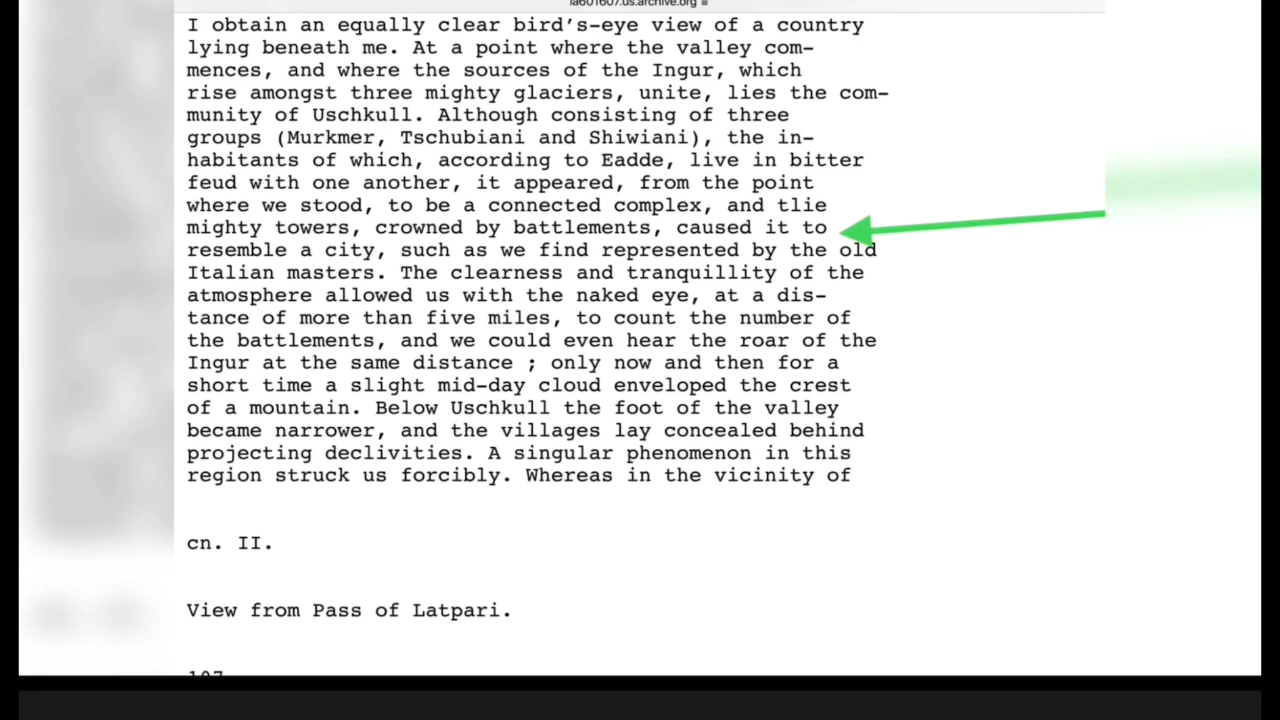 ia601607.us.archive.org
I obtain an equally clear bird's-eye view of a country
lying beneath me. At a point where the valley com-
mences, and where the sources of the Ingur, which
rise amongst three mighty glaciers, unite, lies the com-
munity of Uschkull. Although consisting of three
groups (Murkmer, Tschubiani and Shiwiani), the in-
habitants of which, according to Eadde, live in bitter
feud with one another, it appeared, from the point
where we stood, to be a connected complex, and tlie
mighty towers, crowned by battlements, caused it to
resemble a city, such as we find represented by the old
Italian masters. The clearness and tranquillity of the
atmosphere allowed us with the naked eye, at a dis-
tance of more than five miles, to count the number of
the battlements, and we could even hear the roar of the
Ingur at the same distance ; only now and then for a
short time a slight mid-day cloud enveloped the crest
of a mountain. Below Uschkull the foot of the valley
became narrower, and the villages lay concealed behind
projecting declivities. A singular phenomenon in this
region struck us forcibly. Whereas in the vicinity of
cn. II.
View from Pass of Latpari.